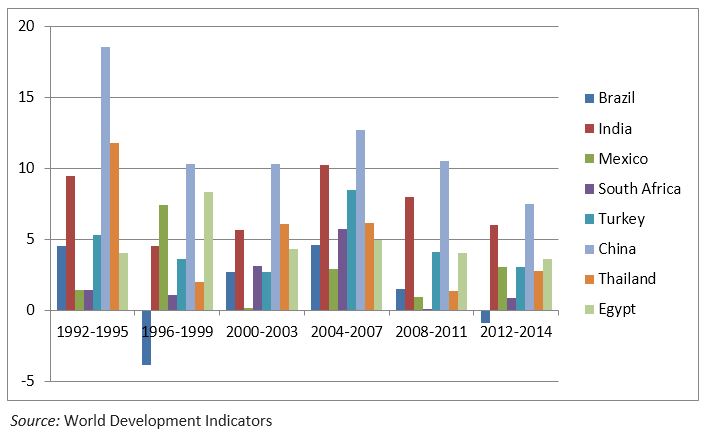 20
15
10
5
0
-5
1992-1995 1996-1999 2000-2003 2004-2007 2008-2011 2012-2014
Brazil
India
Mexico
South Africa
Turkey
China
Thailand
Egypt
Source: World Development Indicators